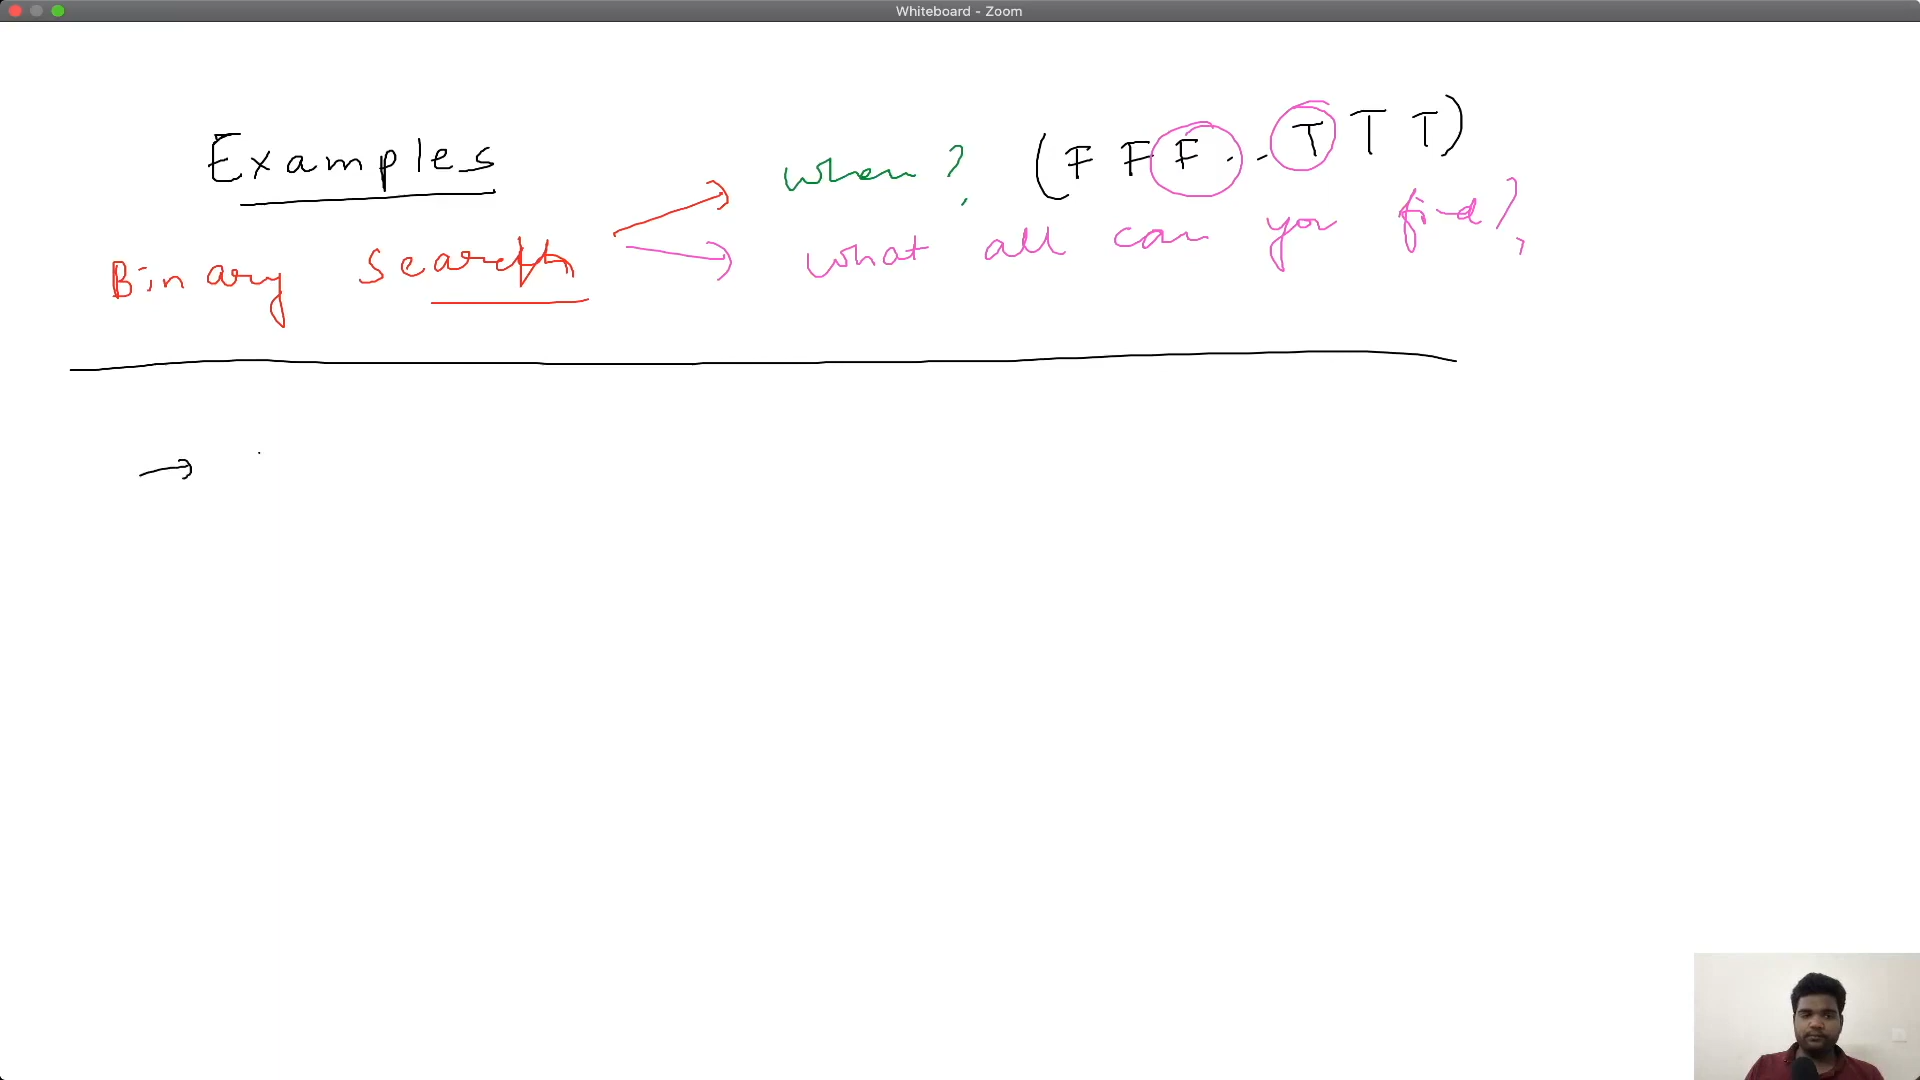 Whiteboard - Zoom
Examples
when? (F F F . . T T T)
Binary Search
what all can you find?